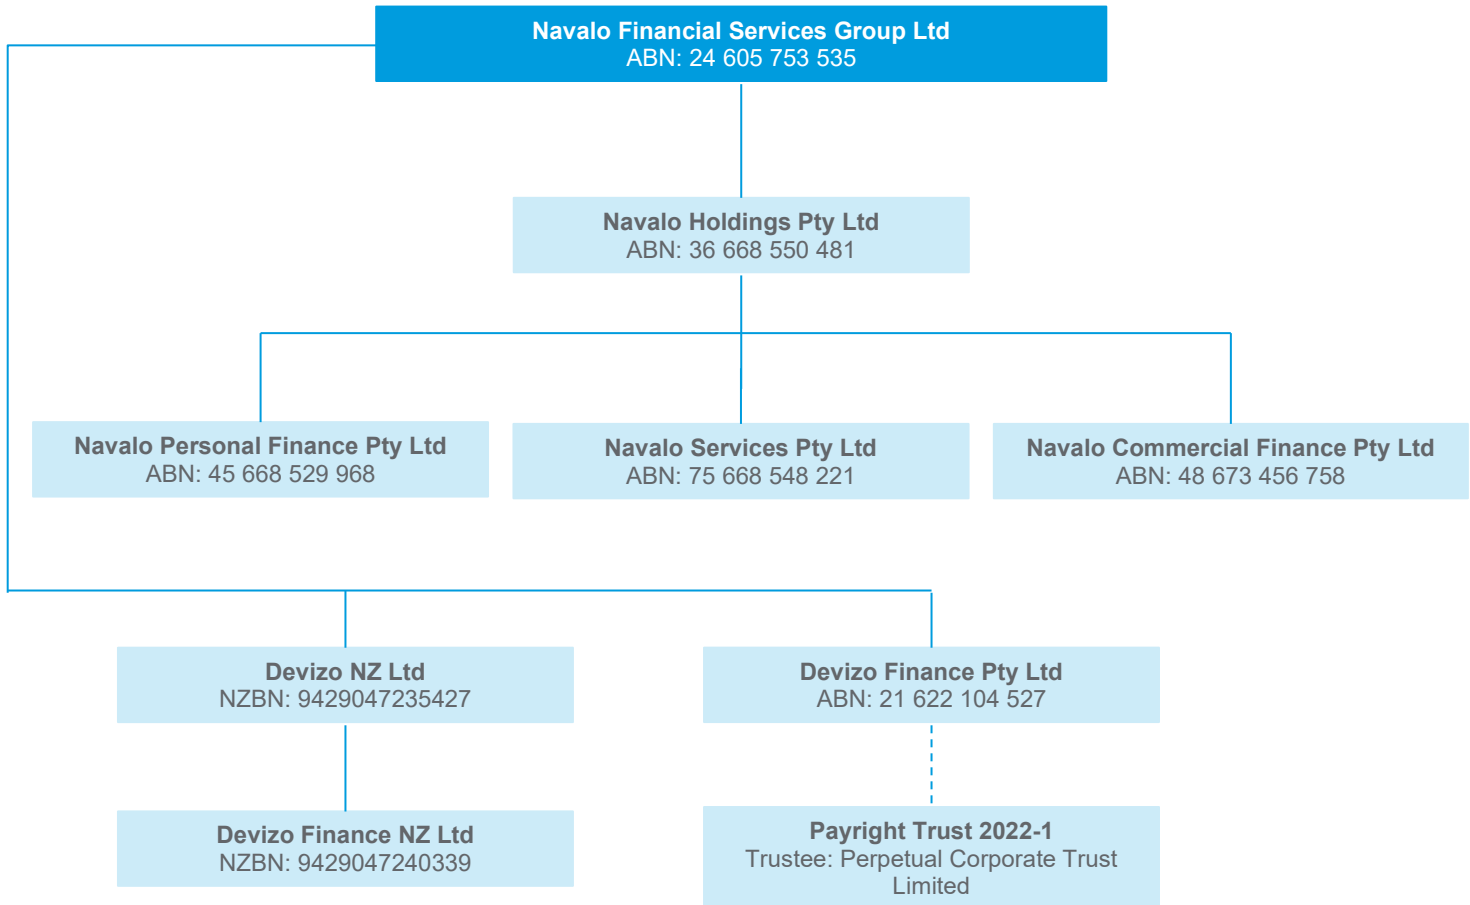 Navalo Financial Services Group Ltd
ABN: 24 605 753 535
Navalo Holdings Pty Ltd
ABN: 36 668 550 481
Navalo Personal Finance Pty Ltd
ABN: 45 668 529 968
Navalo Services Pty Ltd
ABN: 75 668 548 221
Navalo Commercial Finance Pty Ltd
ABN: 48 673 456 758
Devizo NZ Ltd
NZBN: 9429047235427
Devizo Finance Pty Ltd
ABN: 21 622 104 527
Devizo Finance NZ Ltd
NZBN: 9429047240339
Payright Trust 2022-1
Trustee: Perpetual Corporate Trust
Limited